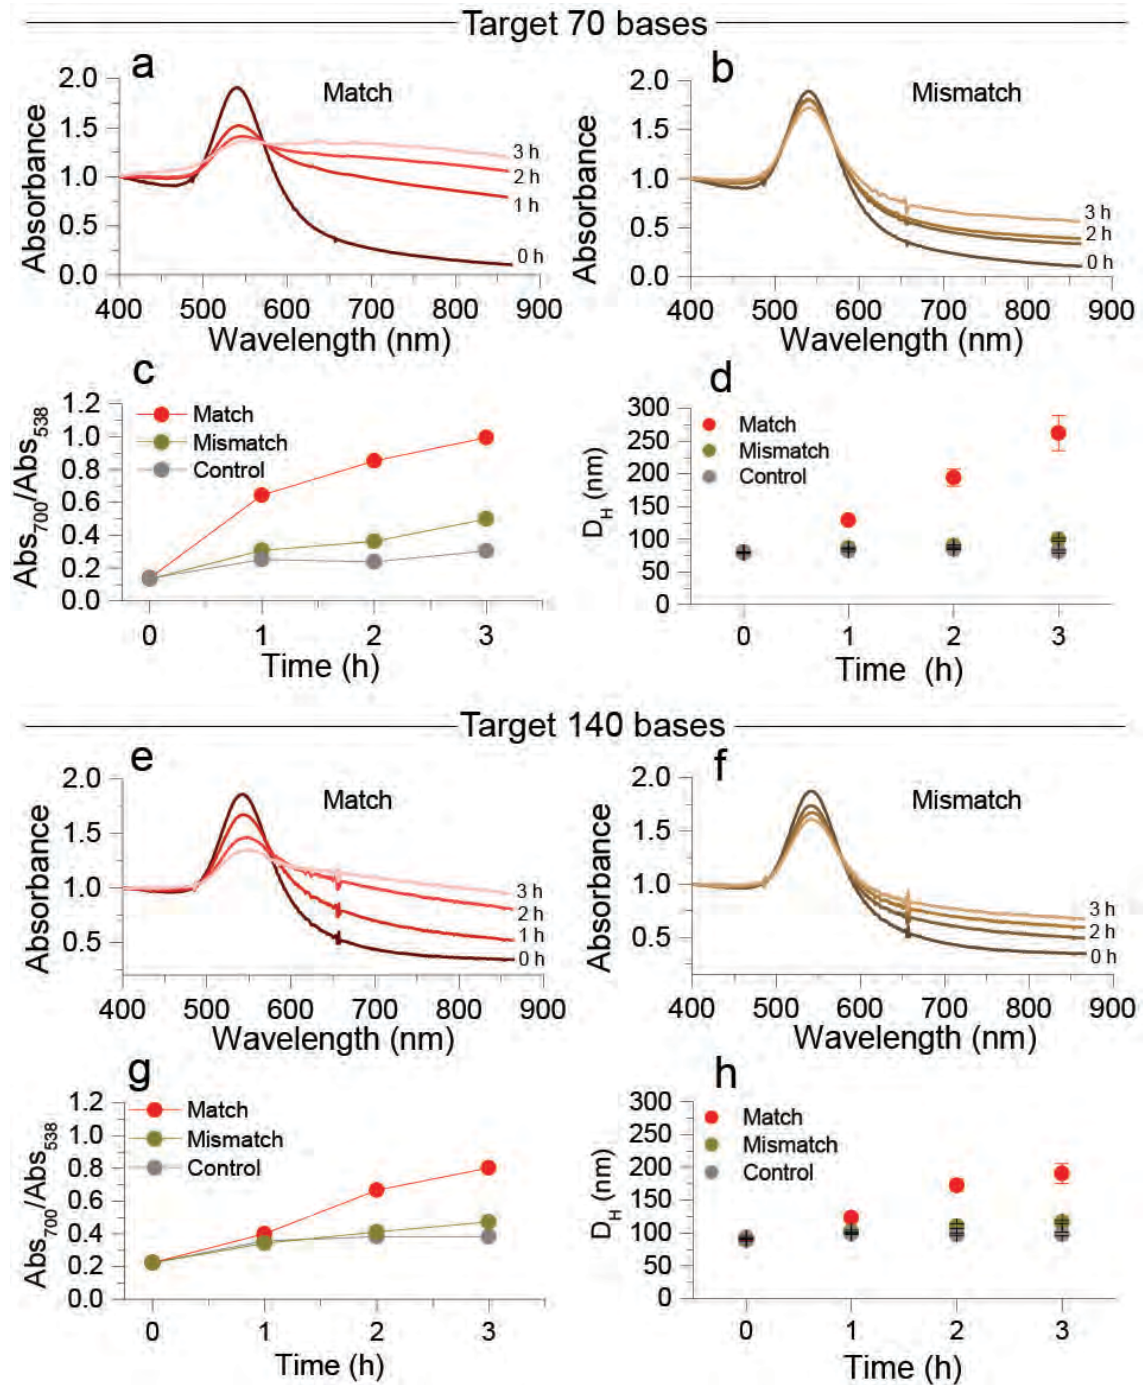 Target 70 bases
a
b
2.0
1.5
1.0
0.5
0.0
Absorbance
Match
3 h
2 h
1 h
0 h
400 500 600 700 800 900
Wavelength (nm)
2.0
1.5
1.0
0.5
0.0
Absorbance
Mismatch
3 h
2 h
0 h
400 500 600 700 800 900
Wavelength (nm)
c
d
1.2
1.0
0.8
0.6
0.4
0.2
0.0
Abs700/Abs538
Match
Mismatch
Control
0 1 2 3
Time (h)
300
250
200
150
100
50
0
DH (nm)
Match
Mismatch
Control
0 1 2 3
Time (h)
Target 140 bases
e
f
2.0
1.5
1.0
0.5
Absorbance
Match
3 h
2 h
1 h
0 h
400 500 600 700 800 900
Wavelength (nm)
2.0
1.5
1.0
0.5
Absorbance
Mismatch
3 h
2 h
0 h
400 500 600 700 800 900
Wavelength (nm)
g
h
1.2
1.0
0.8
0.6
0.4
0.2
0.0
Abs700/Abs538
Match
Mismatch
Control
0 1 2 3
Time (h)
300
250
200
150
100
50
0
DH (nm)
Match
Mismatch
Control
0 1 2 3
Time (h)